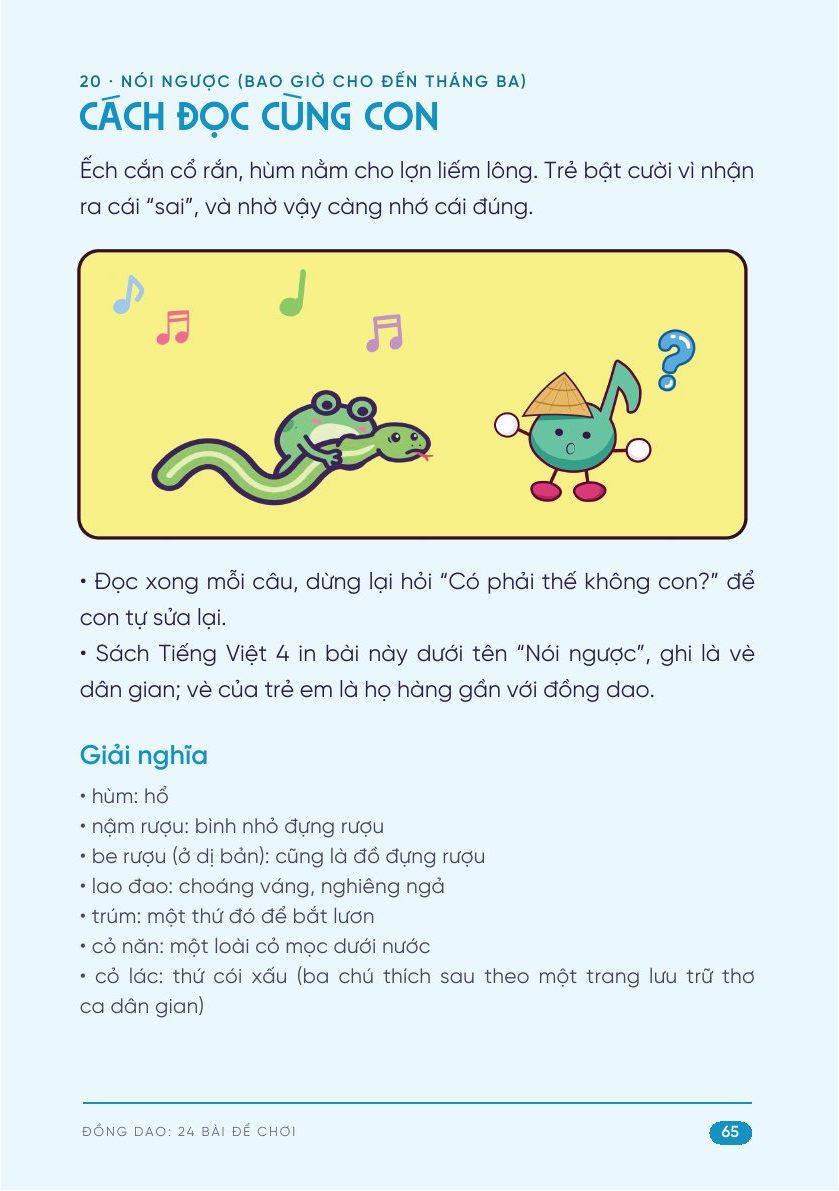 20 · NÓI NGƯỢC (BAO GIỜ CHO ĐẾN THÁNG BA)
CÁCH ĐỌC CÙNG CON
Ếch cắn cổ rắn, hùm nằm cho lợn liếm lông. Trẻ bật cười vì nhận
ra cái “sai”, và nhờ vậy càng nhớ cái đúng.
?
• Đọc xong mỗi câu, dừng lại hỏi “Có phải thế không con?” để
con tự sửa lại.
• Sách Tiếng Việt 4 in bài này dưới tên “Nói ngược”, ghi là vè
dân gian; vè của trẻ em là họ hàng gần với đồng dao.
Giải nghĩa
• hùm: hổ
• nậm rượu: bình nhỏ đựng rượu
• be rượu (ở dị bản): cũng là đồ đựng rượu
• lao đao: choáng váng, nghiêng ngả
• trúm: một thứ đó để bắt lươn
• cỏ năn: một loài cỏ mọc dưới nước
• cỏ lác: thứ cói xấu (ba chú thích sau theo một trang lưu trữ thơ
ca dân gian)
ĐỒNG DAO: 24 BÀI ĐỂ CHƠI
65